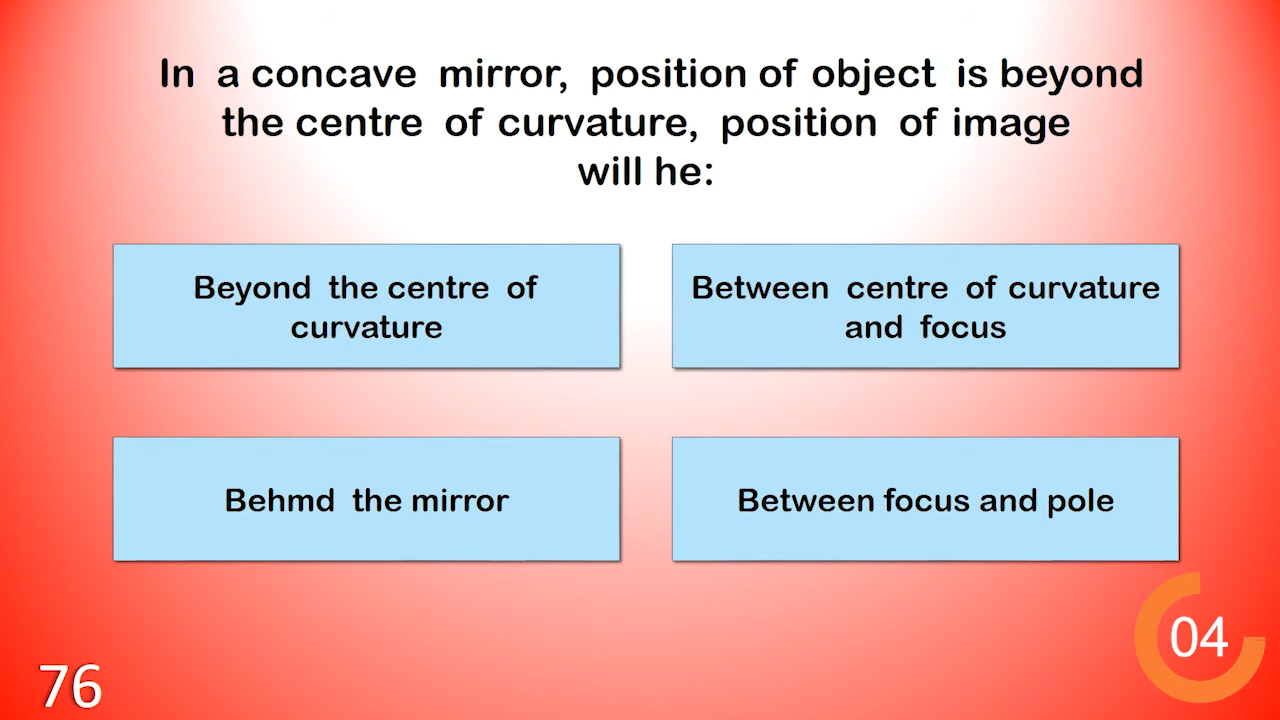 In a concave mirror, position of object is beyond
the centre of curvature, position of image
will he:
Beyond the centre of
curvature
Between centre of curvature
and focus
Behmd the mirror
Between focus and pole
04
76